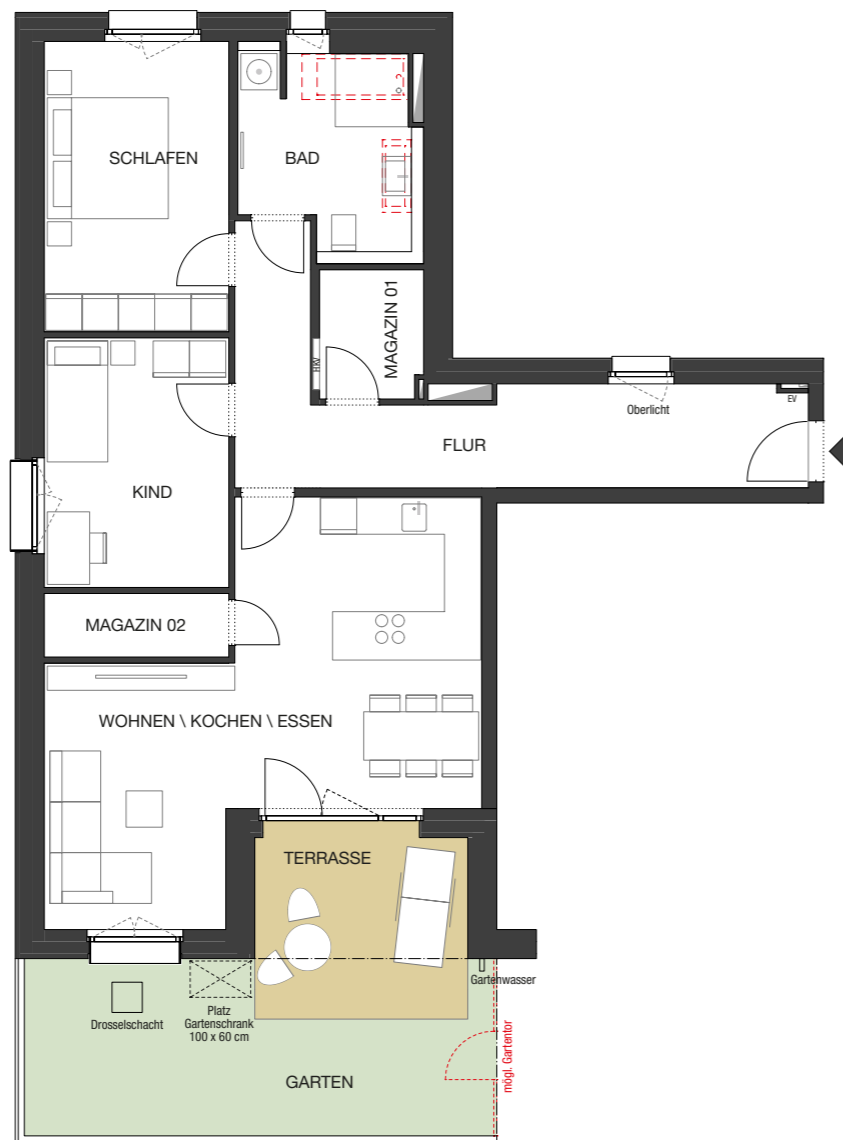 SCHLAFEN
BAD
MAGAZIN 01
HKV
Oberlicht
EV
FLUR
KIND
MAGAZIN 02
WOHNEN \ KOCHEN \ ESSEN
TERRASSE
Gartenwasser
Drosselschacht
Platz
Gartenschrank
100 x 60 cm
mögl. Gartentor
GARTEN